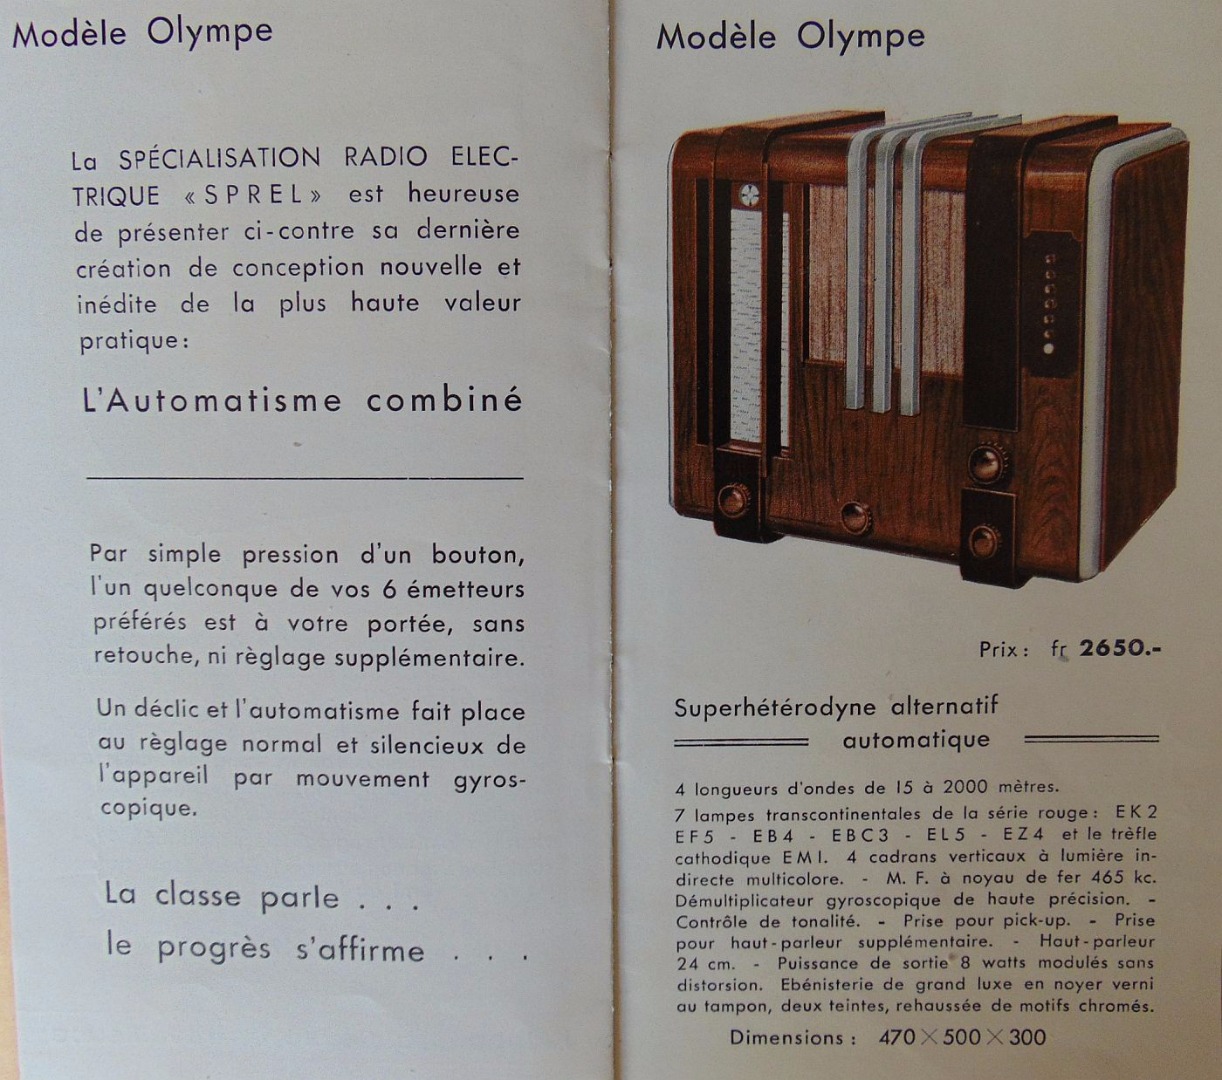 Modèle Olympe
La SPÉCIALISATION RADIO ELEC-
TRIQUE « S P R E L » est heureuse
de présenter ci-contre sa dernière
création de conception nouvelle et
inédite de la plus haute valeur
pratique :
L'Automatisme combiné
Par simple pression d'un bouton,
l'un quelconque de vos 6 émetteurs
préférés est à votre portée, sans
retouche, ni règlage supplémentaire.
Un déclic et l'automatisme fait place
au règlage normal et silencieux de
l'appareil par mouvement gyros-
copique.
La classe parle . . .
le progrès s'affirme . . .
Modèle Olympe
Prix : fr 2650.-
Superhétérodyne alternatif
automatique
4 longueurs d'ondes de 15 à 2000 mètres.
7 lampes transcontinentales de la série rouge : EK 2
EF5 - EB4 - EBC3 - EL5 - EZ4 et le trèfle
cathodique EM1. 4 cadrans verticaux à lumière in-
directe multicolore. - M. F. à noyau de fer 465 kc.
Démultiplicateur gyroscopique de haute précision. -
Contrôle de tonalité. - Prise pour pick-up. - Prise
pour haut-parleur supplémentaire. - Haut-parleur
24 cm. - Puissance de sortie 8 watts modulés sans
distorsion. Ebénisterie de grand luxe en noyer verni
au tampon, deux teintes, rehaussée de motifs chromés.
Dimensions : 470 × 500 × 300